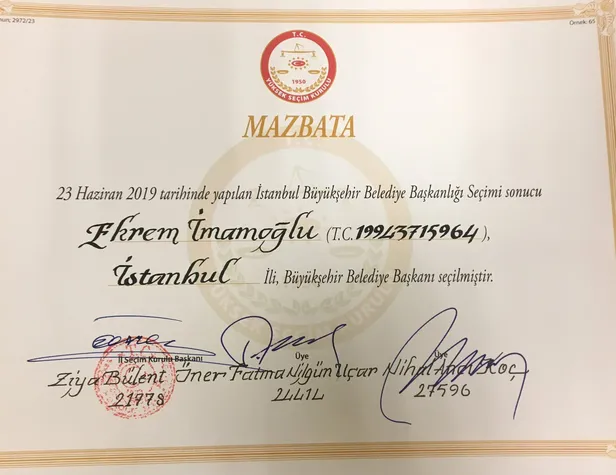 2972/23
Örnek: 65
T.C.
1950
YÜKSEK SEÇİM KURULU
MAZBATA
23 Haziran 2019 tarihinde yapılan İstanbul Büyükşehir Belediye Başkanlığı Seçimi sonucu
Ekrem İmamoğlu (T.C. 19943715964),
İstanbul İli, Büyükşehir Belediye Başkanı seçilmiştir.
İl Seçim Kurulu Başkanı Üye Üye
Ziya Bülent Öner Fatma Nilgün Uçar Nihal Koç
21778 24414 27596